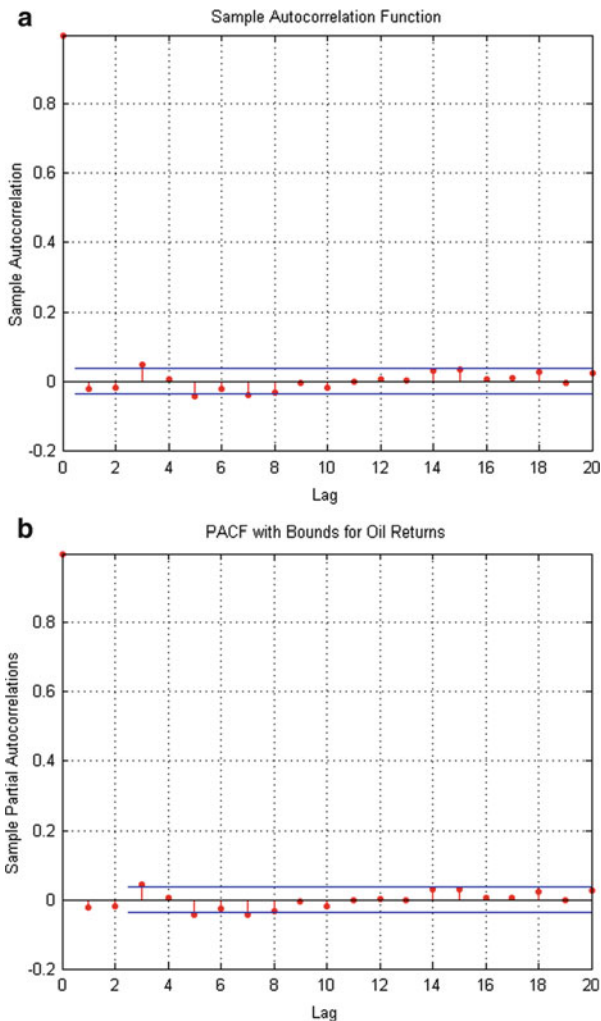 a
Sample Autocorrelation Function
Sample Autocorrelation
0.8
0.6
0.4
0.2
0
-0.2
0 2 4 6 8 10 12 14 16 18 20
Lag
b
PACF with Bounds for Oil Returns
Sample Partial Autocorrelations
0.8
0.6
0.4
0.2
0
-0.2
0 2 4 6 8 10 12 14 16 18 20
Lag